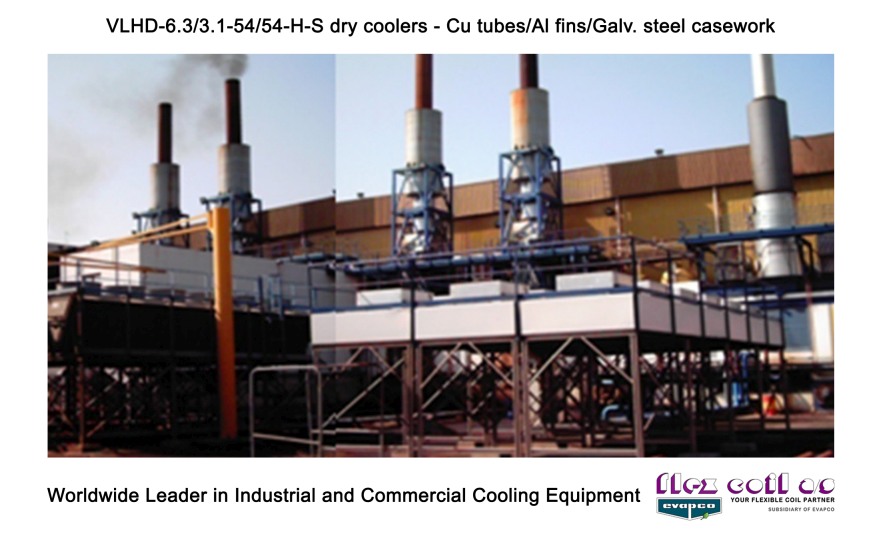 VLHD-6.3/3.1-54/54-H-S dry coolers - Cu tubes/Al fins/Galv. steel casework
Worldwide Leader in Industrial and Commercial Cooling Equipment
flex coil a/s
YOUR FLEXIBLE COIL PARTNER
evapco
SUBSIDIARY OF EVAPCO